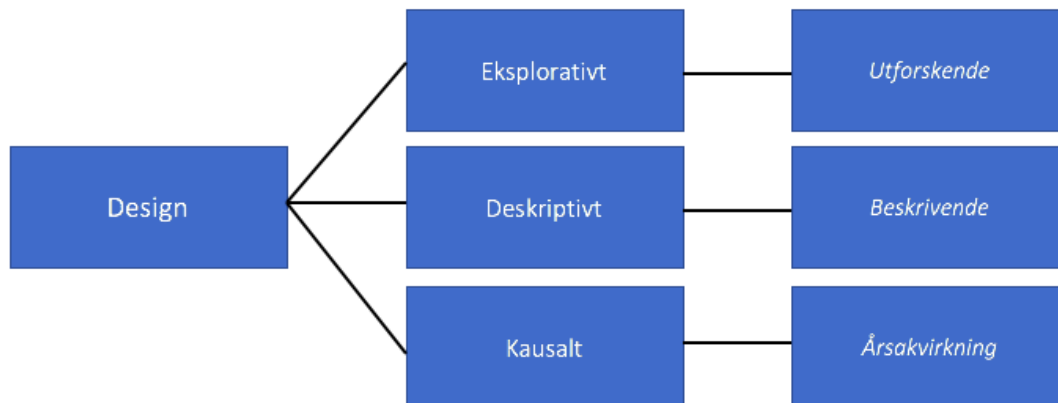 Design
Eksplorativt
Utforskende
Deskriptivt
Beskrivende
Kausalt
Årsakvirkning